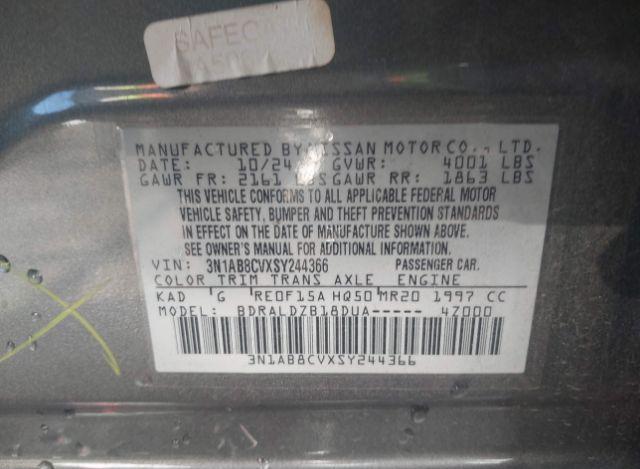 SAFEC
MANUFACTURED BY NISSAN MOTOR CO., LTD.
DATE: 10/24 GVWR: 4001 LBS
GAWR FR: 2161 LBS GAWR RR: 1863 LBS
THIS VEHICLE CONFORMS TO ALL APPLICABLE FEDERAL MOTOR
VEHICLE SAFETY, BUMPER AND THEFT PREVENTION STANDARDS
IN EFFECT ON THE DATE OF MANUFACTURE SHOWN ABOVE.
SEE OWNER'S MANUAL FOR ADDITIONAL INFORMATION.
VIN: 3N1AB8CVXSY244366 PASSENGER CAR.
COLOR TRIM TRANS AXLE ENGINE
KAD G RE0F15A HQ50 MR20 1997 CC
MODEL: BDRALDZB18DUA----- 4Z000
3N1AB8CVXSY244366